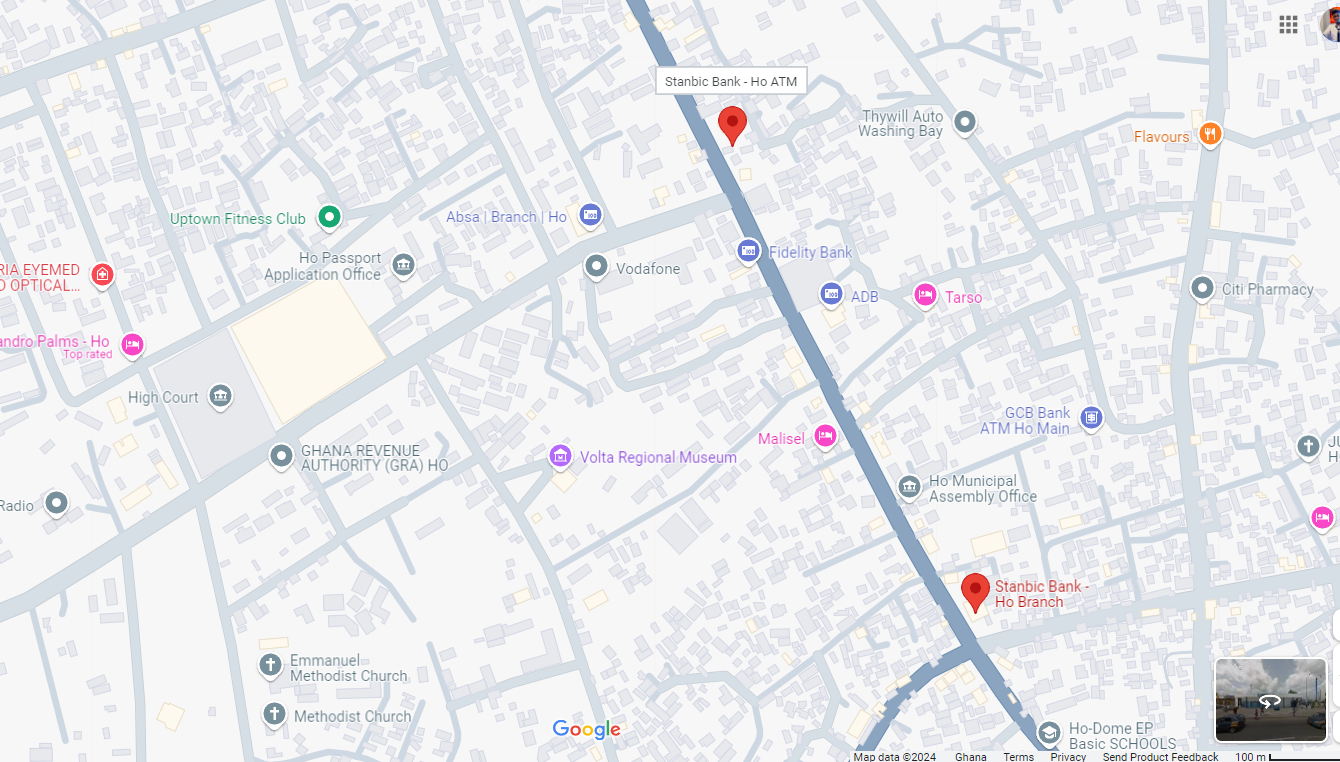 Stanbic Bank - Ho ATM
Thywill Auto
Washing Bay
Flavours
Uptown Fitness Club
Absa | Branch | Ho
Ho Passport
Application Office
Vodafone
Fidelity Bank
RIA EYEMED
D OPTICAL...
ADB
Tarso
Citi Pharmacy
andro Palms - Ho
Top rated
High Court
GCB Bank
ATM Ho Main
Malisel
GHANA REVENUE
AUTHORITY (GRA) HO
Volta Regional Museum
JU
H
Radio
Ho Municipal
Assembly Office
Stanbic Bank -
Ho Branch
Emmanuel
Methodist Church
Methodist Church
Google
Ho-Dome EP
Basic SCHOOLS
Map data ©2024 Ghana Terms Privacy Send Product Feedback 100 m